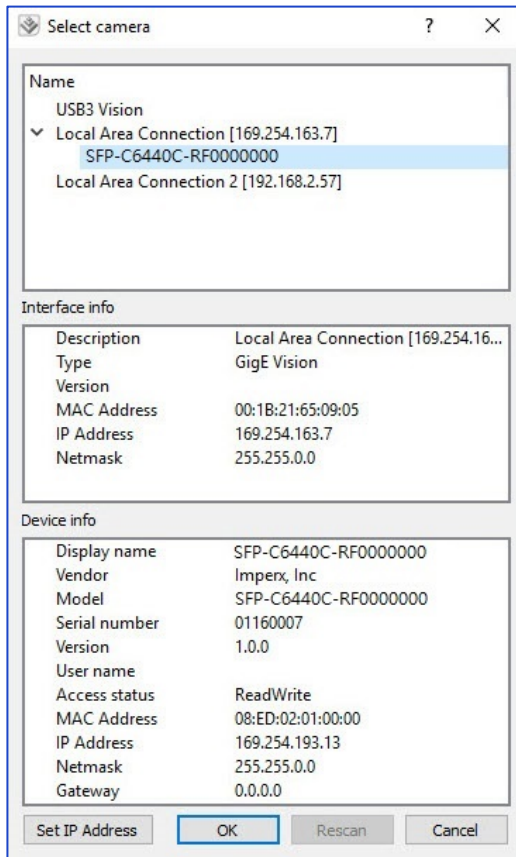 Select camera ? ×
Name
USB3 Vision
Local Area Connection [169.254.163.7]
SFP-C6440C-RF0000000
Local Area Connection 2 [192.168.2.57]
Interface info
Description Local Area Connection [169.254.16...
Type GigE Vision
Version
MAC Address 00:1B:21:65:09:05
IP Address 169.254.163.7
Netmask 255.255.0.0
Device info
Display name SFP-C6440C-RF0000000
Vendor Imperx, Inc
Model SFP-C6440C-RF0000000
Serial number 01160007
Version 1.0.0
User name
Access status ReadWrite
MAC Address 08:ED:02:01:00:00
IP Address 169.254.193.13
Netmask 255.255.0.0
Gateway 0.0.0.0
Set IP Address OK Rescan Cancel